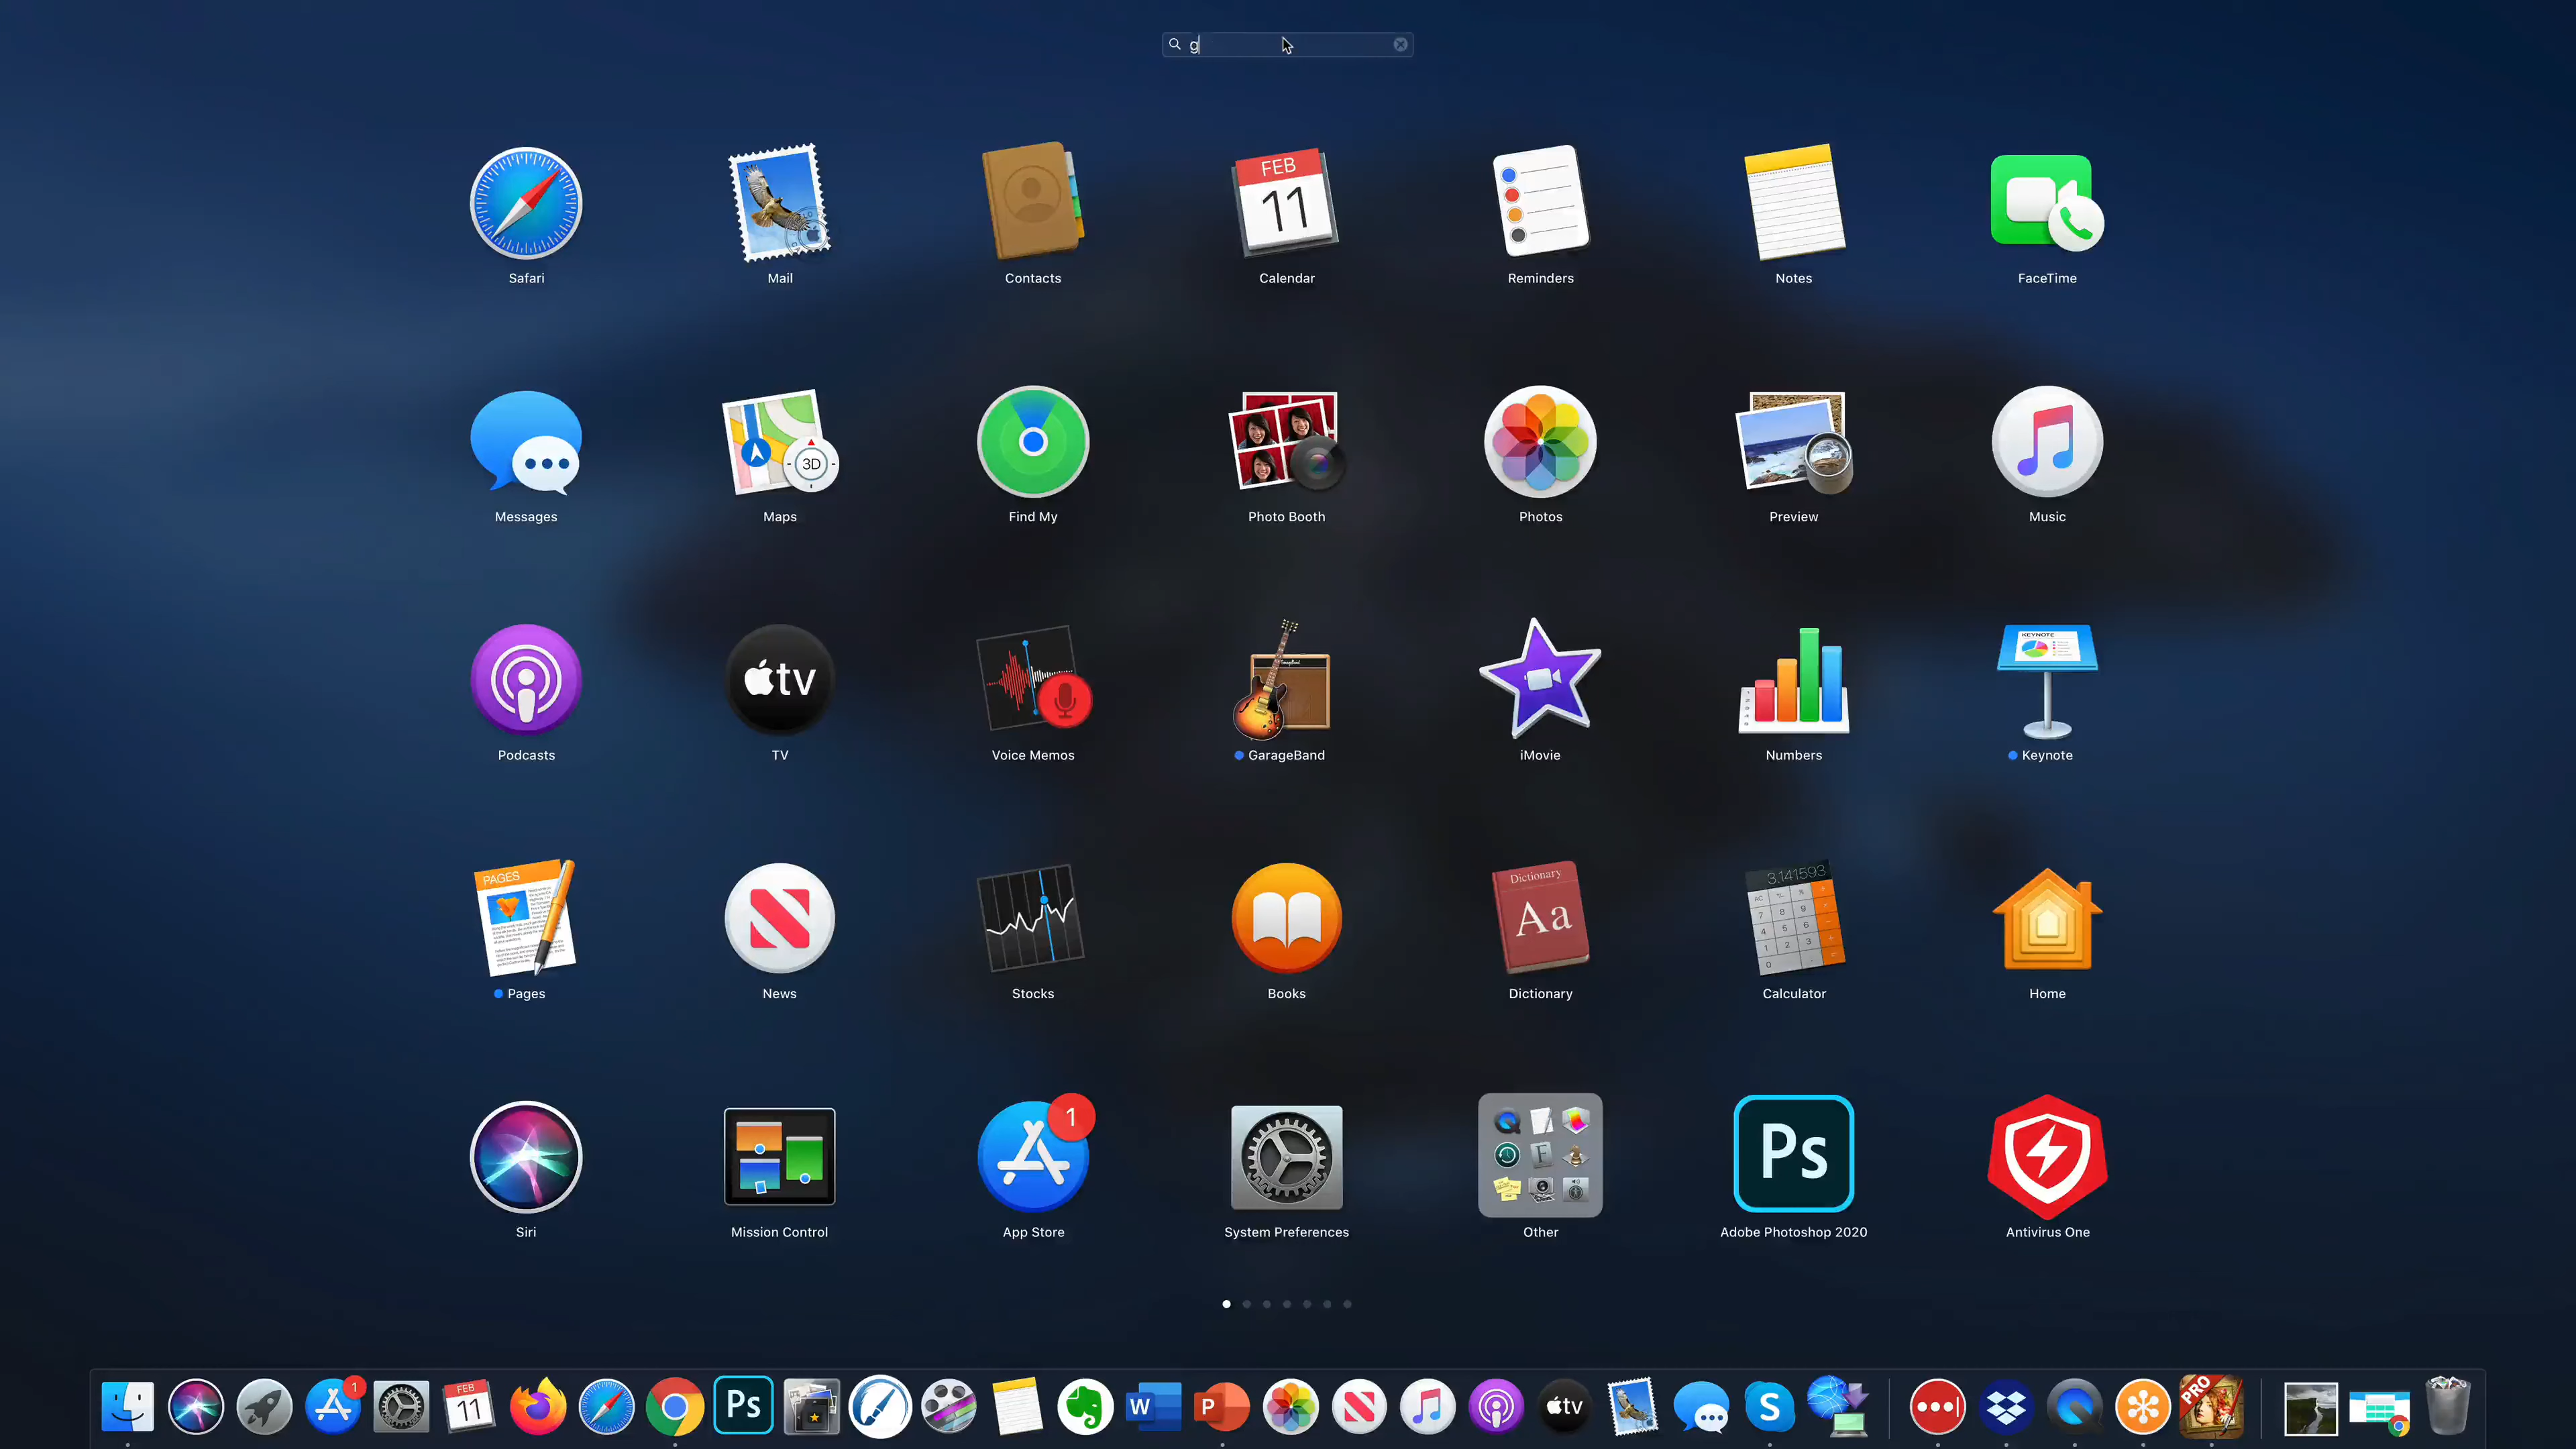 g
FEB
11
Safari
Mail
Contacts
Calendar
Reminders
Notes
FaceTime
3D
Messages
Maps
Find My
Photo Booth
Photos
Preview
Music
tv
KEYNOTE
Podcasts
TV
Voice Memos
GarageBand
iMovie
Numbers
Keynote
PAGES
Dictionary
Aa
3.141593
Pages
News
Stocks
Books
Dictionary
Calculator
Home
1
Ps
Siri
Mission Control
App Store
System Preferences
Other
Adobe Photoshop 2020
Antivirus One
1
FEB
11
Ps
W
P
tv
S
PRO